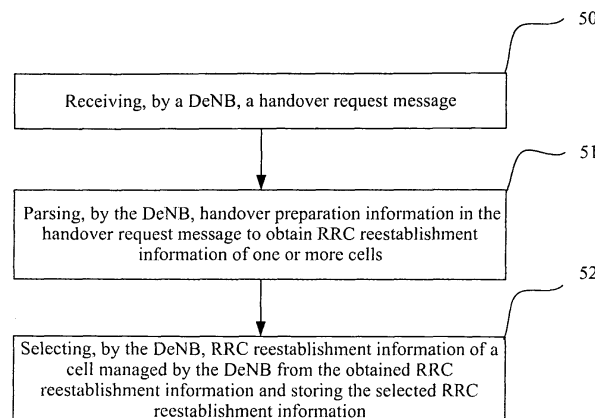 50
Receiving, by a DeNB, a handover request message
51
Parsing, by the DeNB, handover preparation information in the
handover request message to obtain RRC reestablishment
information of one or more cells
52
Selecting, by the DeNB, RRC reestablishment information of a
cell managed by the DeNB from the obtained RRC
reestablishment information and storing the selected RRC
reestablishment information